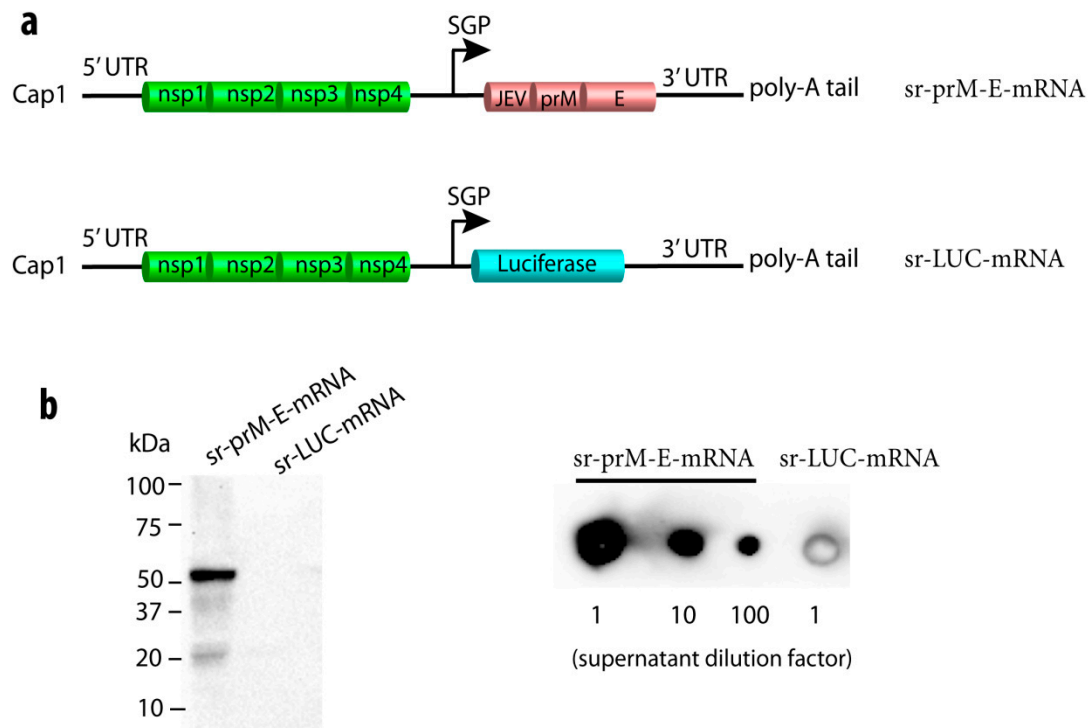 a
SGP
5' UTR
3' UTR
Cap1
nsp1 nsp2 nsp3 nsp4
JEV prM E
poly-A tail
sr-prM-E-mRNA
SGP
5' UTR
3' UTR
Cap1
nsp1 nsp2 nsp3 nsp4
Luciferase
poly-A tail
sr-LUC-mRNA
b
kDa
sr-prM-E-mRNA
sr-LUC-mRNA
100
75
50
37
20
10
sr-prM-E-mRNA sr-LUC-mRNA
1 10 100 1
(supernatant dilution factor)